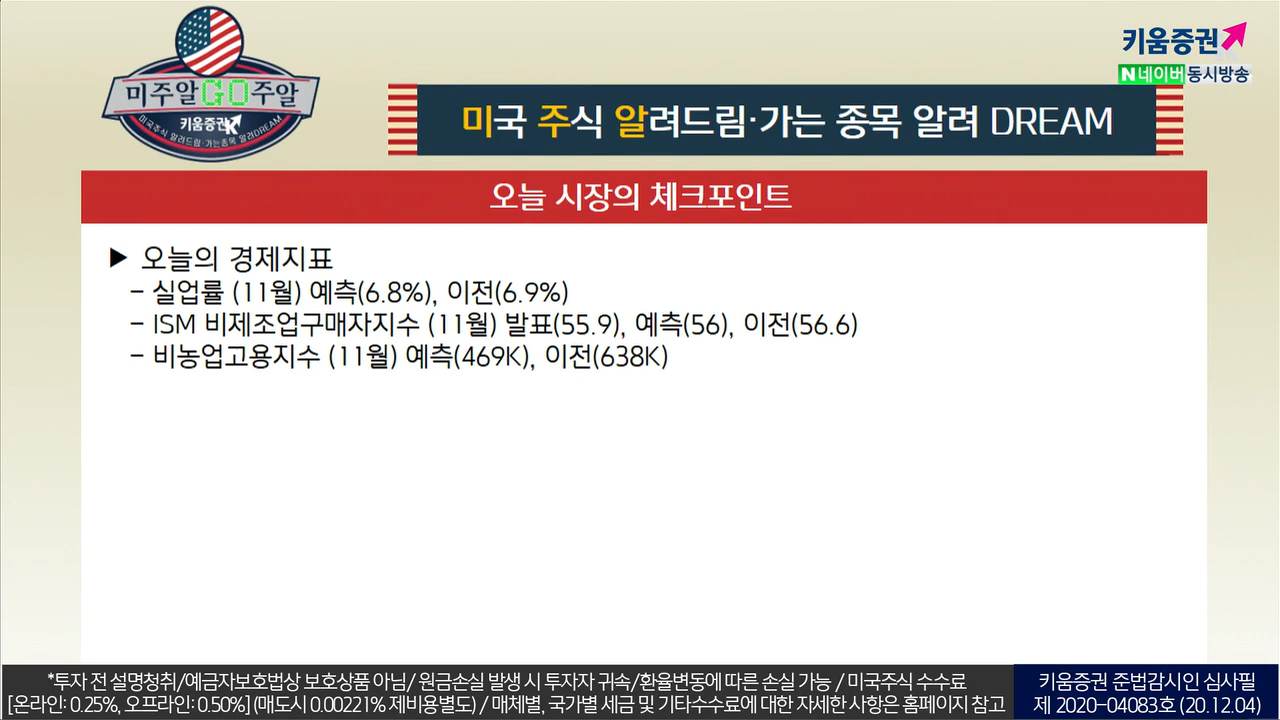 미주알GO주알
키움증권
미국주식 알려드림·가는종목 알려DREAM
키움증권
N 네이버 동시방송
미국 주식 알려드림·가는 종목 알려 DREAM
오늘 시장의 체크포인트
▶ 오늘의 경제지표
- 실업률 (11월) 예측(6.8%), 이전(6.9%)
- ISM 비제조업구매자지수 (11월) 발표(55.9), 예측(56), 이전(56.6)
- 비농업고용지수 (11월) 예측(469K), 이전(638K)
*투자 전 설명청취/예금자보호법상 보호상품 아님/ 원금손실 발생 시 투자자 귀속/환율변동에 따른 손실 가능 / 미국주식 수수료
[온라인: 0.25%, 오프라인: 0.50%] (매도시 0.00221% 제비용별도) / 매체별, 국가별 세금 및 기타수수료에 대한 자세한 사항은 홈페이지 참고
키움증권 준법감시인 심사필
제 2020-04083호 (20.12.04)